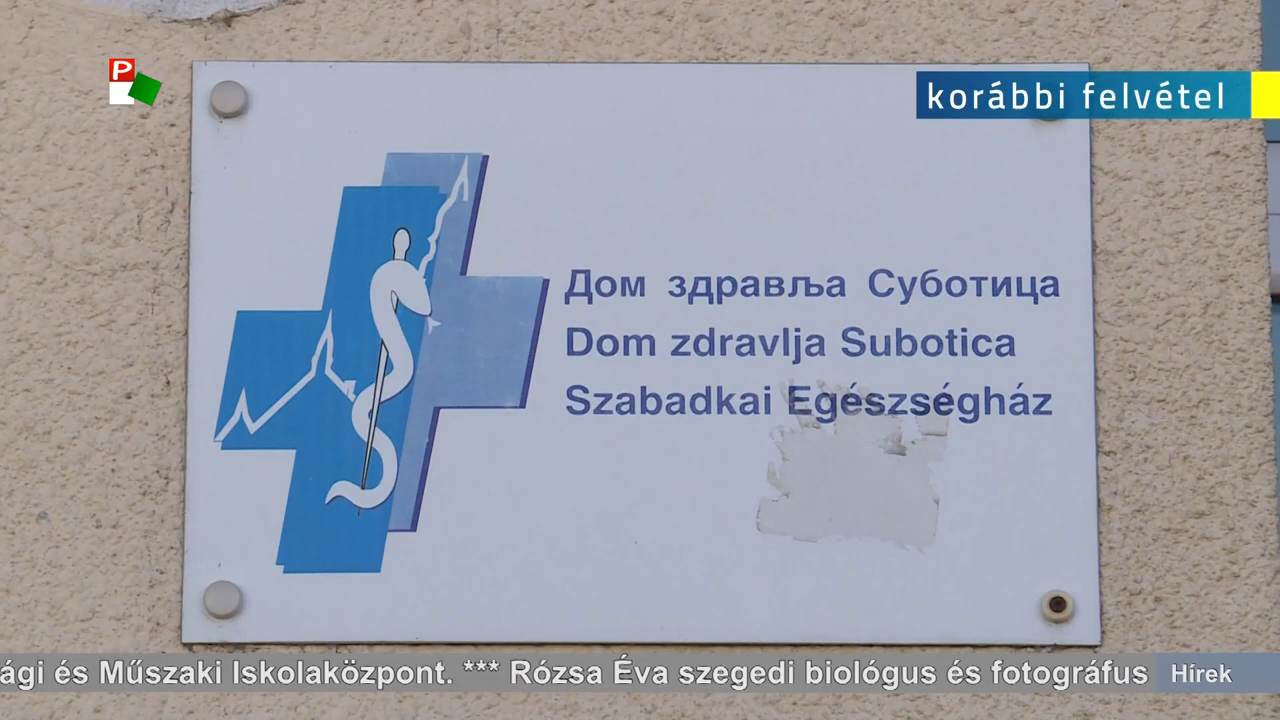 P
korábbi felvétel
Дом здравља Суботица
Dom zdravlja Subotica
Szabadkai Egészségház
ági és Műszaki Iskolaközpont. *** Rózsa Éva szegedi biológus és fotográfus
Hírek